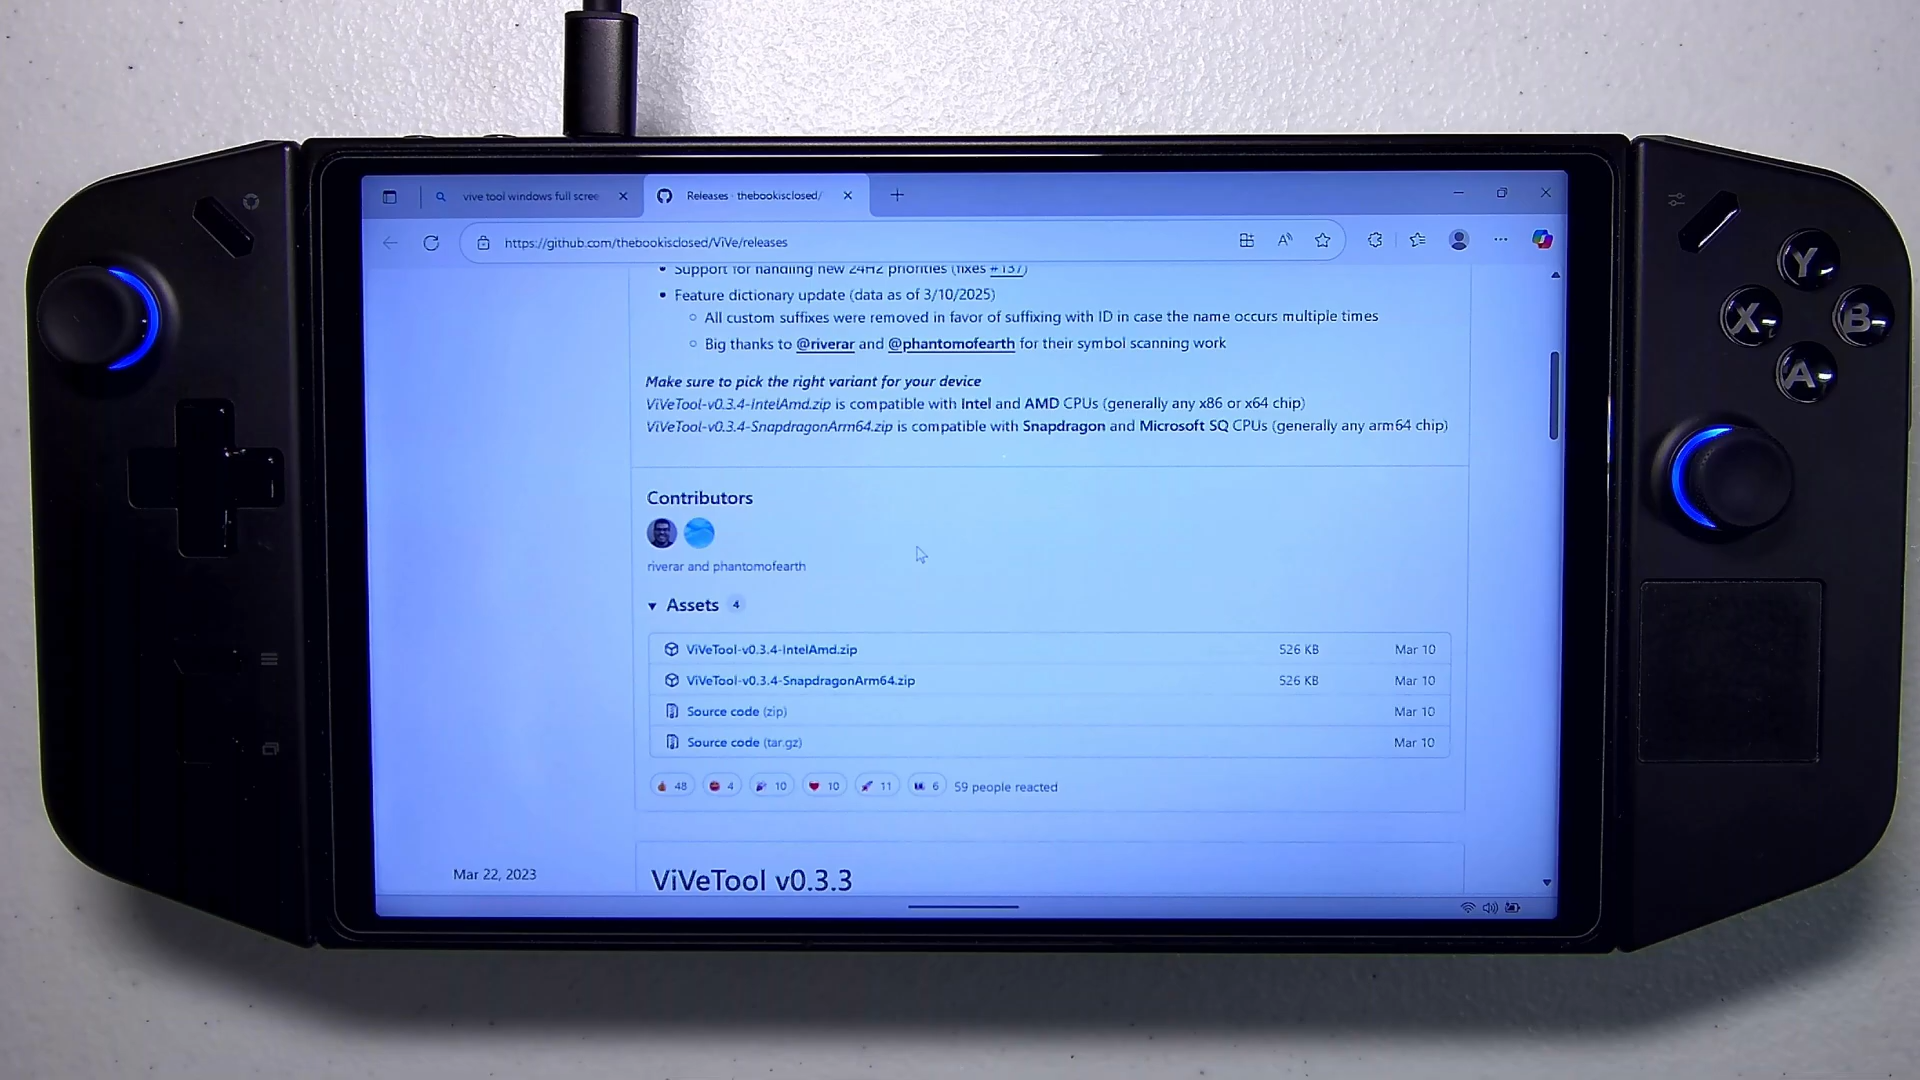 vive tool windows full scree
Releases · thebookisclosed/
https://github.com/thebookisclosed/ViVe/releases
Support for handling new 24H2 priorities (fixes #137)
Feature dictionary update (data as of 3/10/2025)
All custom suffixes were removed in favor of suffixing with ID in case the name occurs multiple times
Big thanks to @riverar and @phantomofearth for their symbol scanning work
Make sure to pick the right variant for your device
ViVeTool-v0.3.4-IntelAmd.zip is compatible with Intel and AMD CPUs (generally any x86 or x64 chip)
ViVeTool-v0.3.4-SnapdragonArm64.zip is compatible with Snapdragon and Microsoft SQ CPUs (generally any arm64 chip)
Contributors
riverar and phantomofearth
Assets 4
ViVeTool-v0.3.4-IntelAmd.zip 526 KB Mar 10
ViVeTool-v0.3.4-SnapdragonArm64.zip 526 KB Mar 10
Source code (zip) Mar 10
Source code (tar.gz) Mar 10
48 4 10 10 11 6 59 people reacted
Mar 22, 2023
ViVeTool v0.3.3
Y
X
B
A